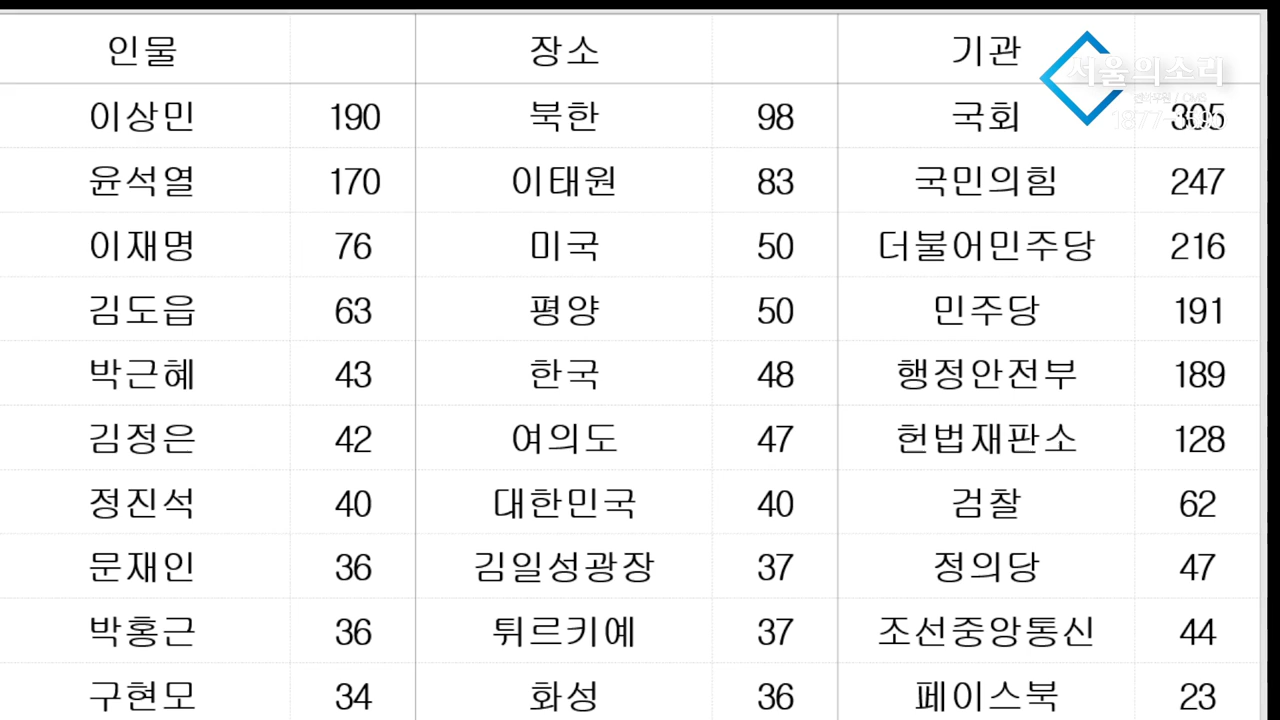 인물 장소 기관
서울의소리
이상민 190 북한 98 국회 305
윤석열 170 이태원 83 국민의힘 247
이재명 76 미국 50 더불어민주당 216
김도읍 63 평양 50 민주당 191
박근혜 43 한국 48 행정안전부 189
김정은 42 여의도 47 헌법재판소 128
정진석 40 대한민국 40 검찰 62
문재인 36 김일성광장 37 정의당 47
박홍근 36 튀르키예 37 조선중앙통신 44
구현모 34 화성 36 페이스북 23